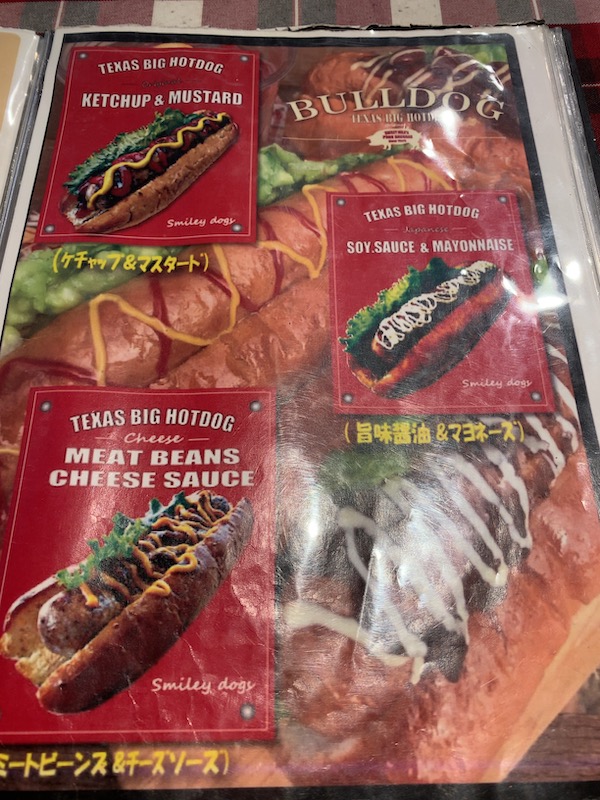 TEXAS BIG HOTDOG
KETCHUP & MUSTARD
Smiley dogs
(ケチャップ&マスタード)
BULLDOG
TEXAS BIG HOTDOG
TEXAS BIG HOTDOG
Japanese
SOY.SAUCE & MAYONNAISE
Smiley dogs
(旨味醤油&マヨネーズ)
TEXAS BIG HOTDOG
Cheese
MEAT BEANS
CHEESE SAUCE
Smiley dogs
ミートビーンズ&チーズソース)